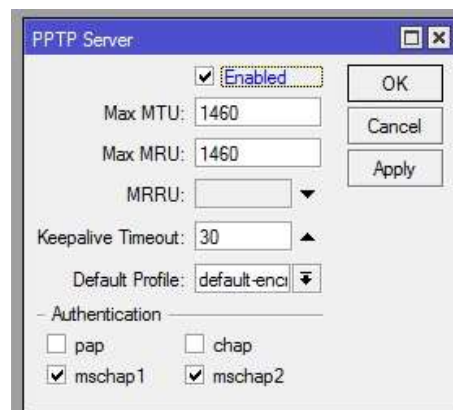 PPTP Server
Enabled
OK
Max MTU: 1460
Cancel
Max MRU: 1460
Apply
MRRU:
Keepalive Timeout: 30
Default Profile: default-encr
Authentication
pap chap
mschap1 mschap2